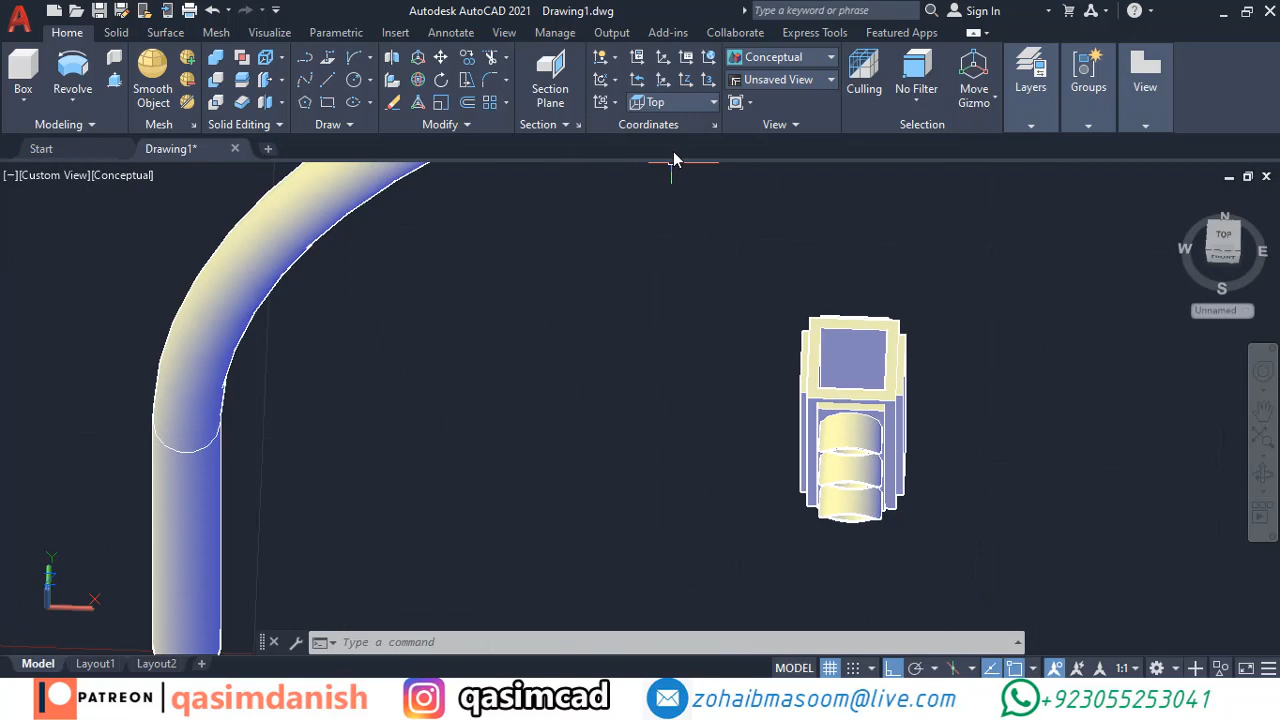 Autodesk AutoCAD 2021 Drawing1.dwg
Type a keyword or phrase
Sign In
Home Solid Surface Mesh Visualize Parametric Insert Annotate View Manage Output Add-ins Collaborate Express Tools Featured Apps
Box
Revolve
Smooth Object
Section Plane
Top
Conceptual
Unsaved View
Culling
No Filter
Move Gizmo
Layers
Groups
View
Modeling
Mesh
Solid Editing
Draw
Modify
Section
Coordinates
View
Selection
Start
Drawing1*
[−][Custom View][Conceptual]
N
W
TOP
FRONT
E
S
Unnamed
Y
X
Type a command
Model Layout1 Layout2
MODEL
1:1
PATREON qasimdanish
qasimcad
zohaibmasoom@live.com
+923055253041